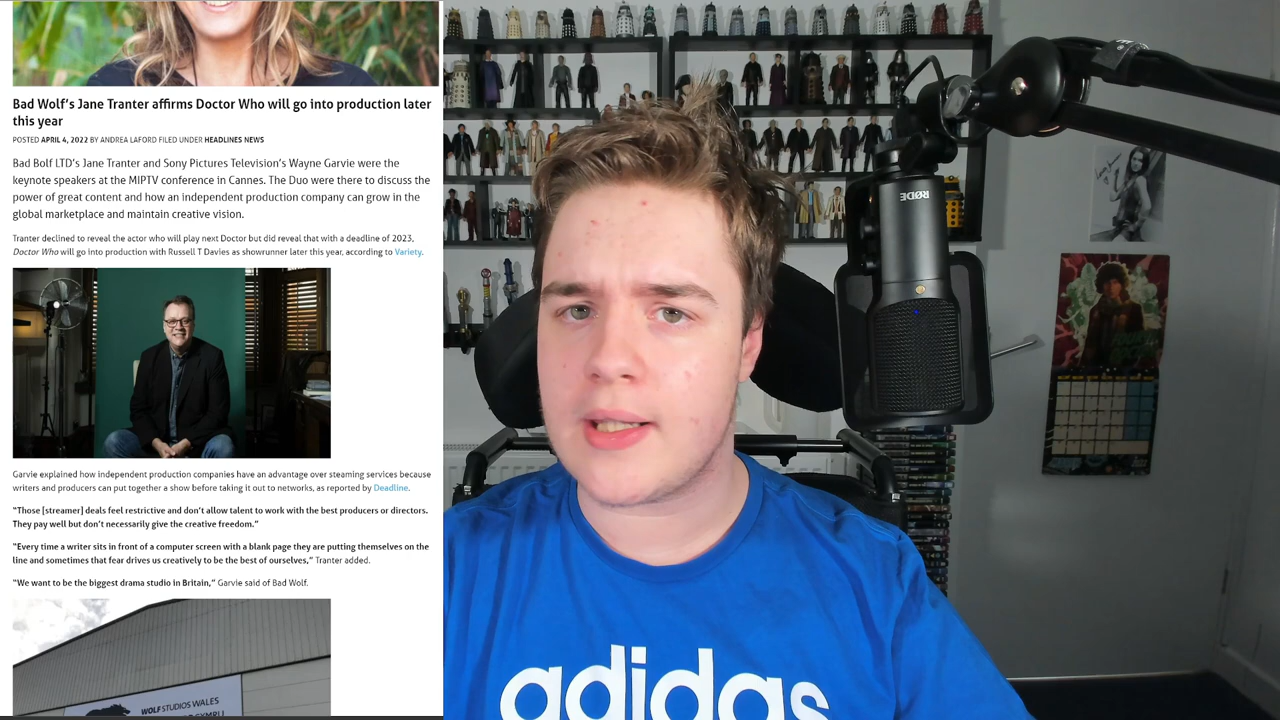 Bad Wolf's Jane Tranter affirms Doctor Who will go into production later
this year
POSTED APRIL 4, 2022 BY ANDREA LAFORD FILED UNDER HEADLINES NEWS
Bad Bolf LTD's Jane Tranter and Sony Pictures Television's Wayne Garvie were the
keynote speakers at the MIPTV conference in Cannes. The Duo were there to discuss the
power of great content and how an independent production company can grow in the
global marketplace and maintain creative vision.
Tranter declined to reveal the actor who will play next Doctor but did reveal that with a deadline of 2023,
Doctor Who will go into production with Russell T Davies as showrunner later this year, according to Variety.
Garvie explained how independent production companies have an advantage over steaming services because
writers and producers can put together a show before taking it out to networks, as reported by Deadline.
"Those [streamer] deals feel restrictive and don't allow talent to work with the best producers or directors.
They pay well but don't necessarily give the creative freedom."
"Every time a writer sits in front of a computer screen with a blank page they are putting themselves on the
line and sometimes that fear drives us creatively to be the best of ourselves," Tranter added.
"We want to be the biggest drama studio in Britain," Garvie said of Bad Wolf.
WOLF STUDIOS WALES
RØDE
adidas